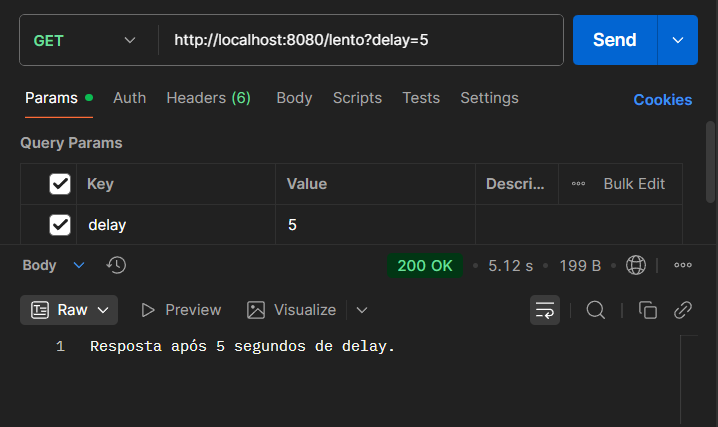 GET http://localhost:8080/lento?delay=5 Send
Params Auth Headers (6) Body Scripts Tests Settings Cookies
Query Params
Key Value Descri... Bulk Edit
delay 5
Body 200 OK • 5.12 s • 199 B •
Raw Preview Visualize
1 Resposta após 5 segundos de delay.